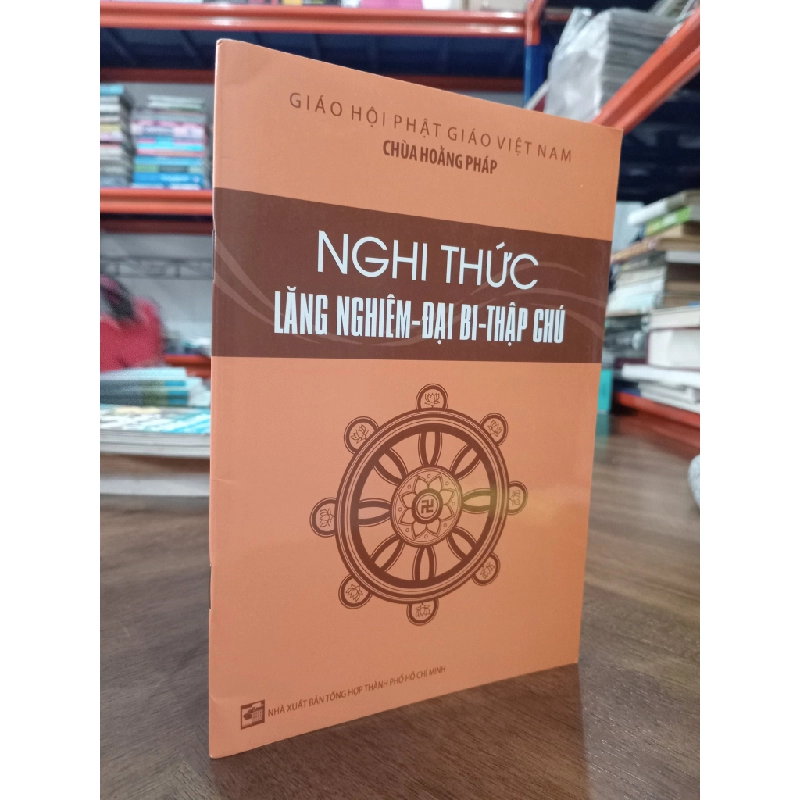 GIÁO HỘI PHẬT GIÁO VIỆT NAM
CHÙA HOẰNG PHÁP
NGHI THỨC
LĂNG NGHIÊM-ĐẠI BI-THẬP CHÚ
NHÀ XUẤT BẢN TỔNG HỢP THÀNH PHỐ HỒ CHÍ MINH